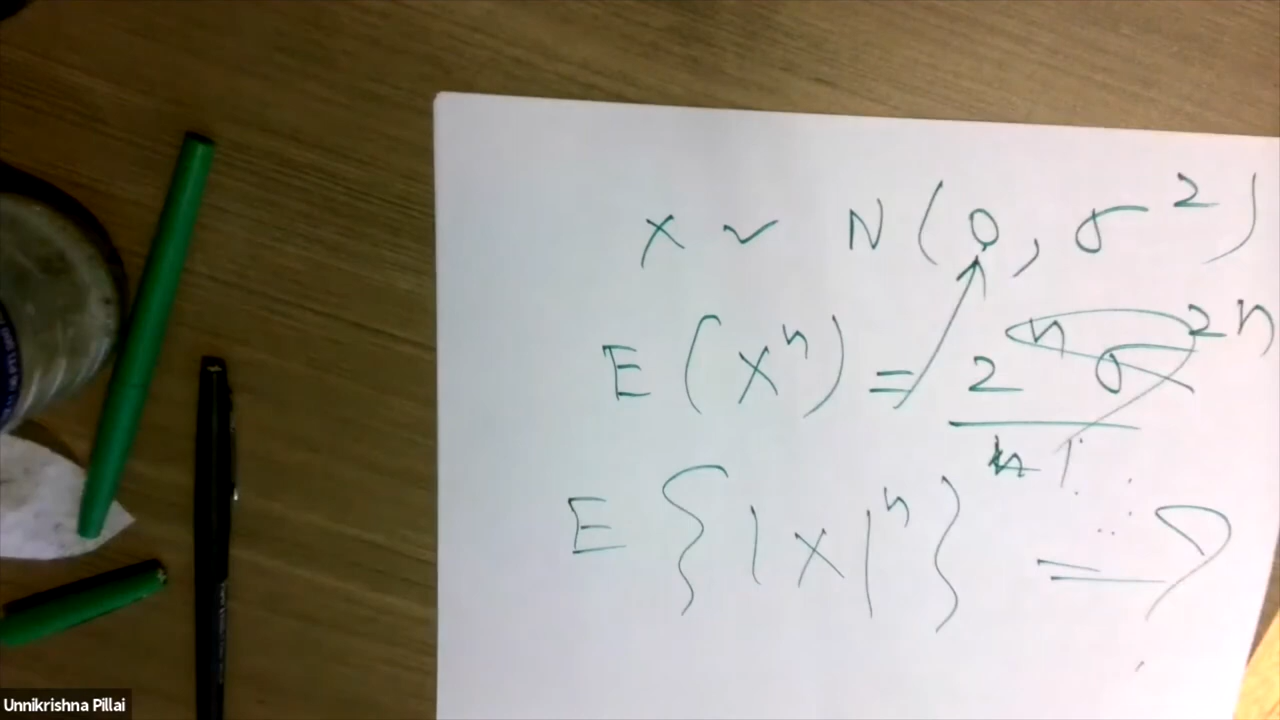 X ~ N(0, σ²)
E(Xⁿ) = 2ⁿ σ²ⁿ
n!
E{|X|ⁿ} =
Unnikrishna Pillai